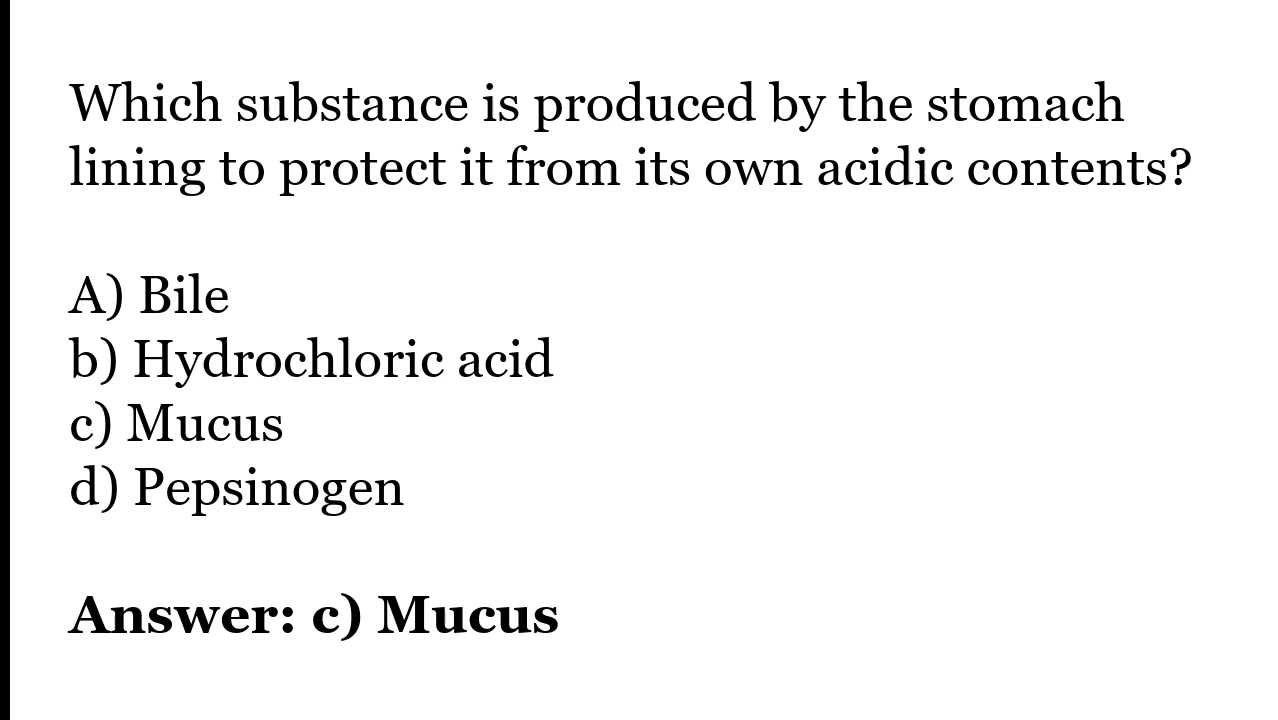 Which substance is produced by the stomach
lining to protect it from its own acidic contents?
A) Bile
b) Hydrochloric acid
c) Mucus
d) Pepsinogen
Answer: c) Mucus